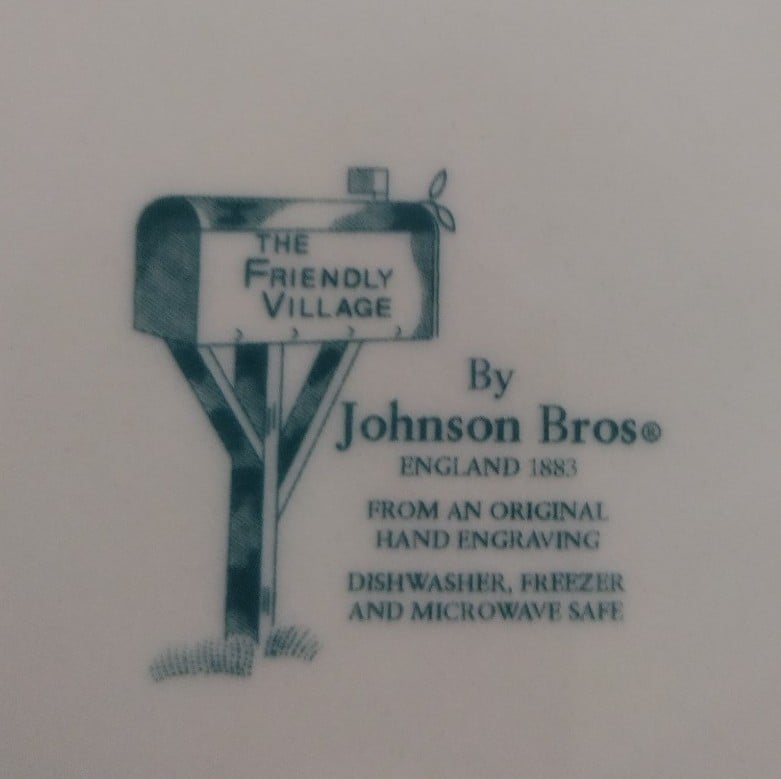 THE
FRIENDLY
VILLAGE
By
Johnson Bros®
ENGLAND 1883
FROM AN ORIGINAL
HAND ENGRAVING
DISHWASHER, FREEZER
AND MICROWAVE SAFE